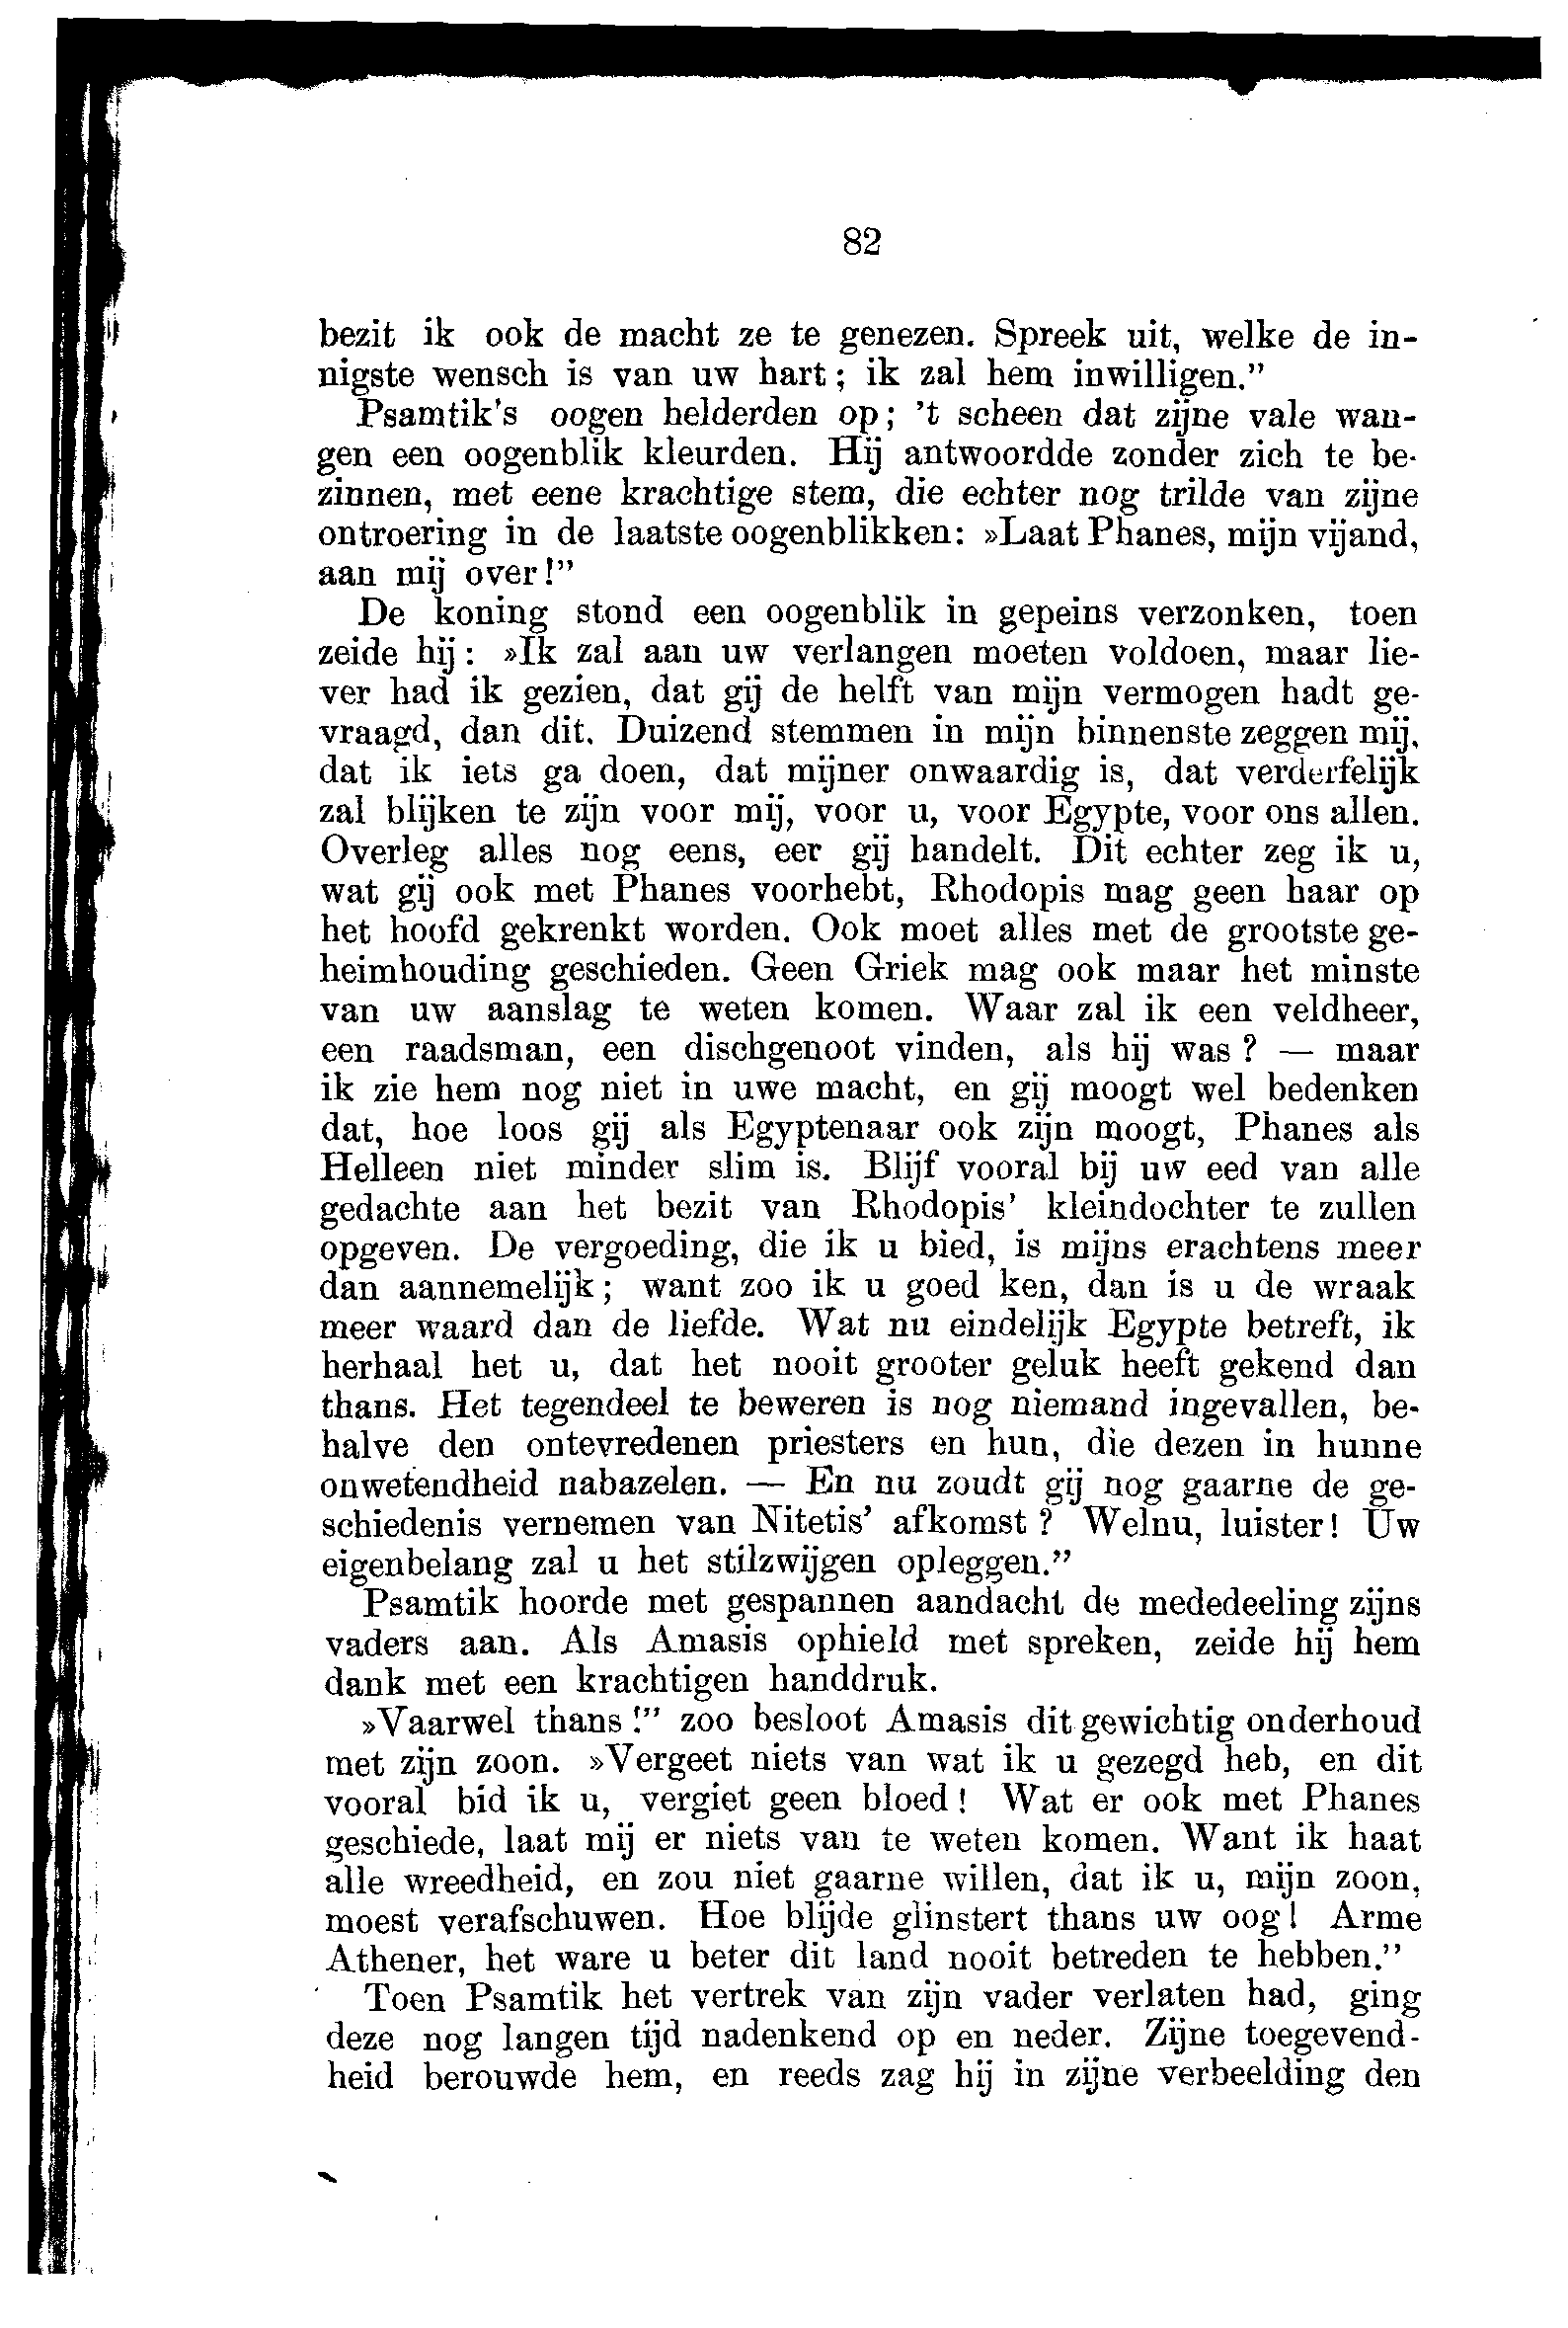 82
bezit ik ook de macht ze te genezen. Spreek uit, welke de in-
nigste wensch is van uw hart; ik zal hem inwilligen."
Psamtik's oogen helderden op; 't scheen dat zijne vale wan-
gen een oogenblik kleurden. Hij antwoordde zonder zich te be-
zinnen, met eene krachtige stem, die echter nog trilde van zijne
ontroering in de laatste oogenblikken: »Laat Phanes, mijn vijand,
aan mij over!"
De koning stond een oogenblik in gepeins verzonken, toen
zeide hij: »Ik zal aan uw verlangen moeten voldoen, maar lie-
ver had ik gezien, dat gij de helft van mijn vermogen hadt ge-
vraagd, dan dit. Duizend stemmen in mijn binnenste zeggen mij,
dat ik iets ga doen, dat mijner onwaardig is, dat verderfelijk
zal blijken te zijn voor mij, voor u, voor Egypte, voor ons allen.
Overleg alles nog eens, eer gij handelt. Dit echter zeg ik u,
wat gij ook met Phanes voorhebt, Rhodopis mag geen haar op
het hoofd gekrenkt worden. Ook moet alles met de grootste ge-
heimhouding geschieden. Geen Griek mag ook maar het minste
van uw aanslag te weten komen. Waar zal ik een veldheer,
een raadsman, een dischgenoot vinden, als hij was? — maar
ik zie hem nog niet in uwe macht, en gij moogt wel bedenken
dat, hoe loos gij als Egyptenaar ook zijn moogt, Phanes als
Helleen niet minder slim is. Blijf vooral bij uw eed van alle
gedachte aan het bezit van Rhodopis' kleindochter te zullen
opgeven. De vergoeding, die ik u bied, is mijns erachtens meer
dan aannemelijk; want zoo ik u goed ken, dan is u de wraak
meer waard dan de liefde. Wat nu eindelijk Egypte betreft, ik
herhaal het u, dat het nooit grooter geluk heeft gekend dan
thans. Het tegendeel te beweren is nog niemand ingevallen, be-
halve den ontevredenen priesters en hun, die dezen in hunne
onwetendheid nabazelen. — En nu zoudt gij nog gaarne de ge-
schiedenis vernemen van Nitetis' afkomst? Welnu, luister! Uw
eigenbelang zal u het stilzwijgen opleggen."
Psamtik hoorde met gespannen aandacht de mededeeling zijns
vaders aan. Als Amasis ophield met spreken, zeide hij hem
dank met een krachtigen handdruk.
»Vaarwel thans!" zoo besloot Amasis dit gewichtig onderhoud
met zijn zoon. »Vergeet niets van wat ik u gezegd heb, en dit
vooral bid ik u, vergiet geen bloed! Wat er ook met Phanes
geschiede, laat mij er niets van te weten komen. Want ik haat
alle wreedheid, en zou niet gaarne willen, dat ik u, mijn zoon,
moest verafschuwen. Hoe blijde glinstert thans uw oog! Arme
Athener, het ware u beter dit land nooit betreden te hebben."
Toen Psamtik het vertrek van zijn vader verlaten had, ging
deze nog langen tijd nadenkend op en neder. Zijne toegevend-
heid berouwde hem, en reeds zag hij in zijne verbeelding den